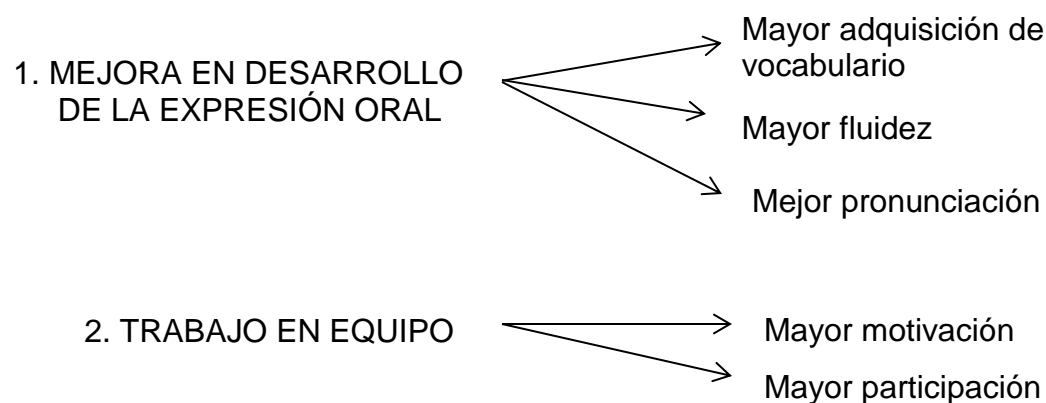 1. MEJORA EN DESARROLLO
DE LA EXPRESIÓN ORAL
Mayor adquisición de
vocabulario
Mayor fluidez
Mejor pronunciación
2. TRABAJO EN EQUIPO
Mayor motivación
Mayor participación